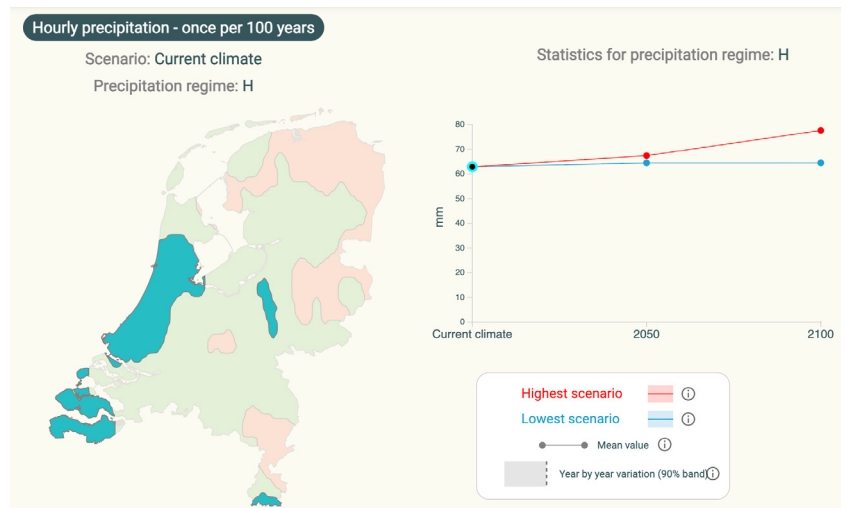 Hourly precipitation - once per 100 years
Scenario: Current climate
Precipitation regime: H
Statistics for precipitation regime: H
80
70
60
50
40
30
20
10
0
mm
Current climate
2050
2100
Highest scenario
Lowest scenario
Mean value
Year by year variation (90% band)